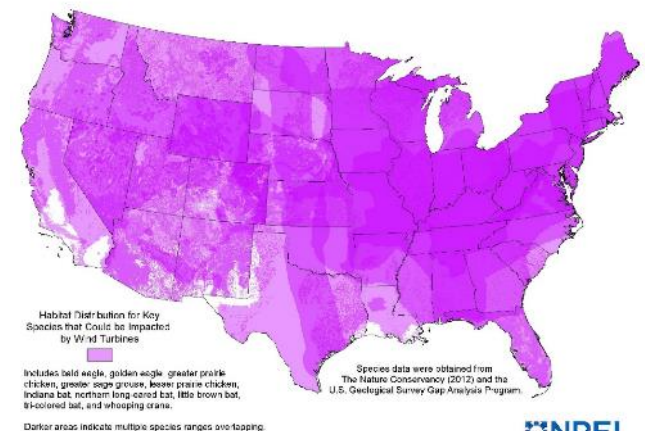 Habitat Distribution for Key
Species that Could be Impacted
by Wind Turbines
Includes bald eagle, golden eagle, greater prairie
chicken, greater sage grouse, lesser prairie chicken,
Indiana bat, northern long-eared bat, little brown bat,
tri-colored bat, and whooping crane.
Darker areas indicate multiple species ranges overlapping.
Species data were obtained from
The Nature Conservancy (2012) and the
U.S. Geological Survey Gap Analysis Program.
NREL